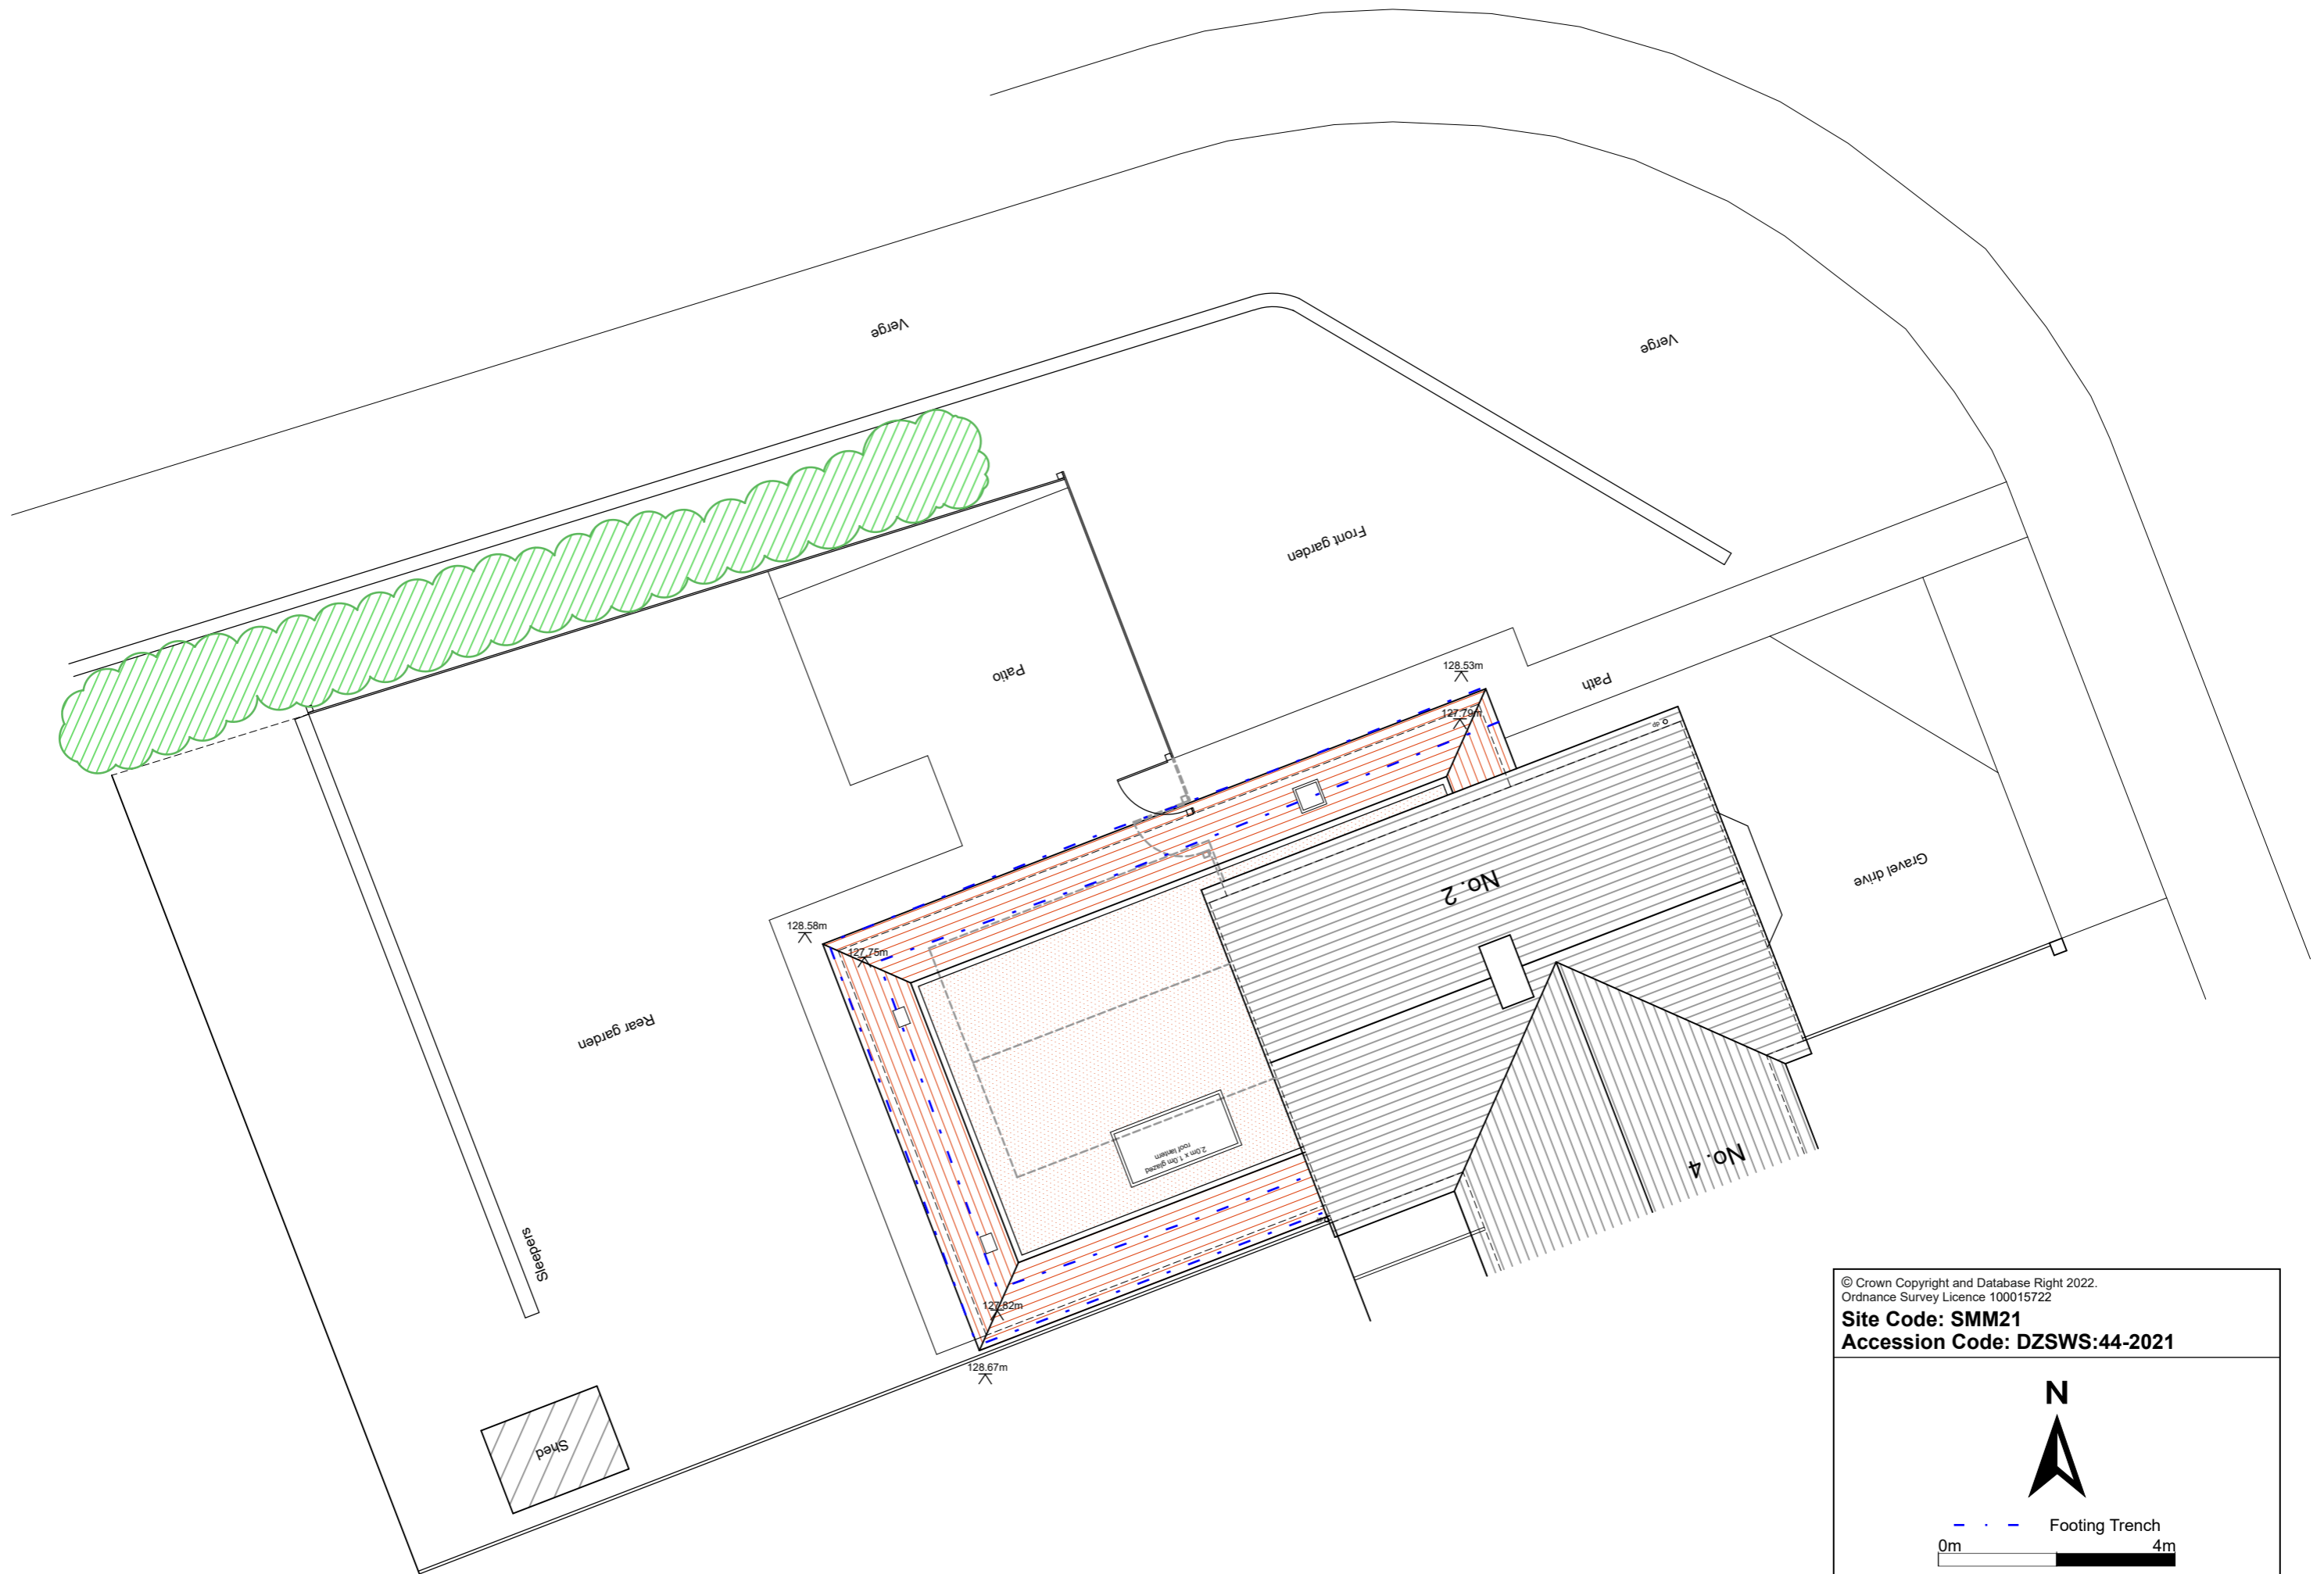 Verge
Verge
Front garden
Patio
128.53m
Path
127.79m
dp
No. 2
Gravel drive
128.58m
127.75m
Rear garden
2.0m x 1.0m glazed
roof lantern
No. 4
Sleepers
127.82m
128.67m
Shed
© Crown Copyright and Database Right 2022.
Ordnance Survey Licence 100015722
Site Code: SMM21
Accession Code: DZSWS:44-2021
N
Footing Trench
0m 4m